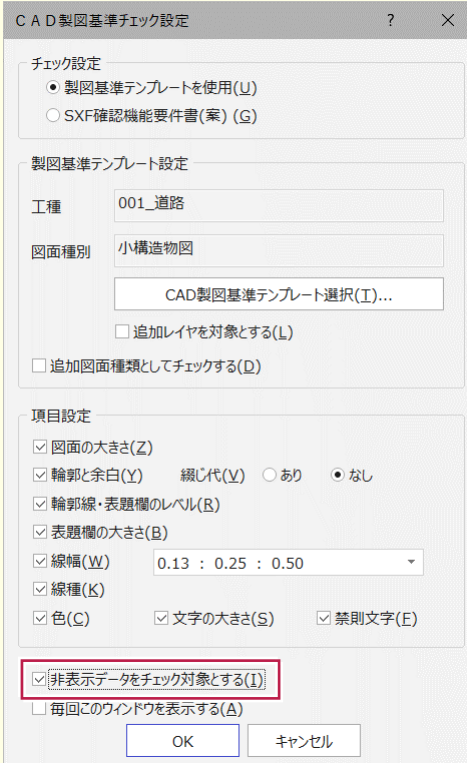 ＣＡＤ製図基準チェック設定 ? ×
チェック設定
製図基準テンプレートを使用(U)
SXF確認機能要件書(案) (G)
製図基準テンプレート設定
工種 001_道路
図面種別 小構造物図
CAD製図基準テンプレート選択(T)...
追加レイヤを対象とする(L)
追加図面種類としてチェックする(D)
項目設定
図面の大きさ(Z)
輪郭と余白(Y) 綴じ代(V) あり なし
輪郭線・表題欄のレベル(R)
表題欄の大きさ(B)
線幅(W) 0.13 : 0.25 : 0.50
線種(K)
色(C) 文字の大きさ(S) 禁則文字(F)
非表示データをチェック対象とする(I)
毎回このウィンドウを表示する(A)
OK キャンセル